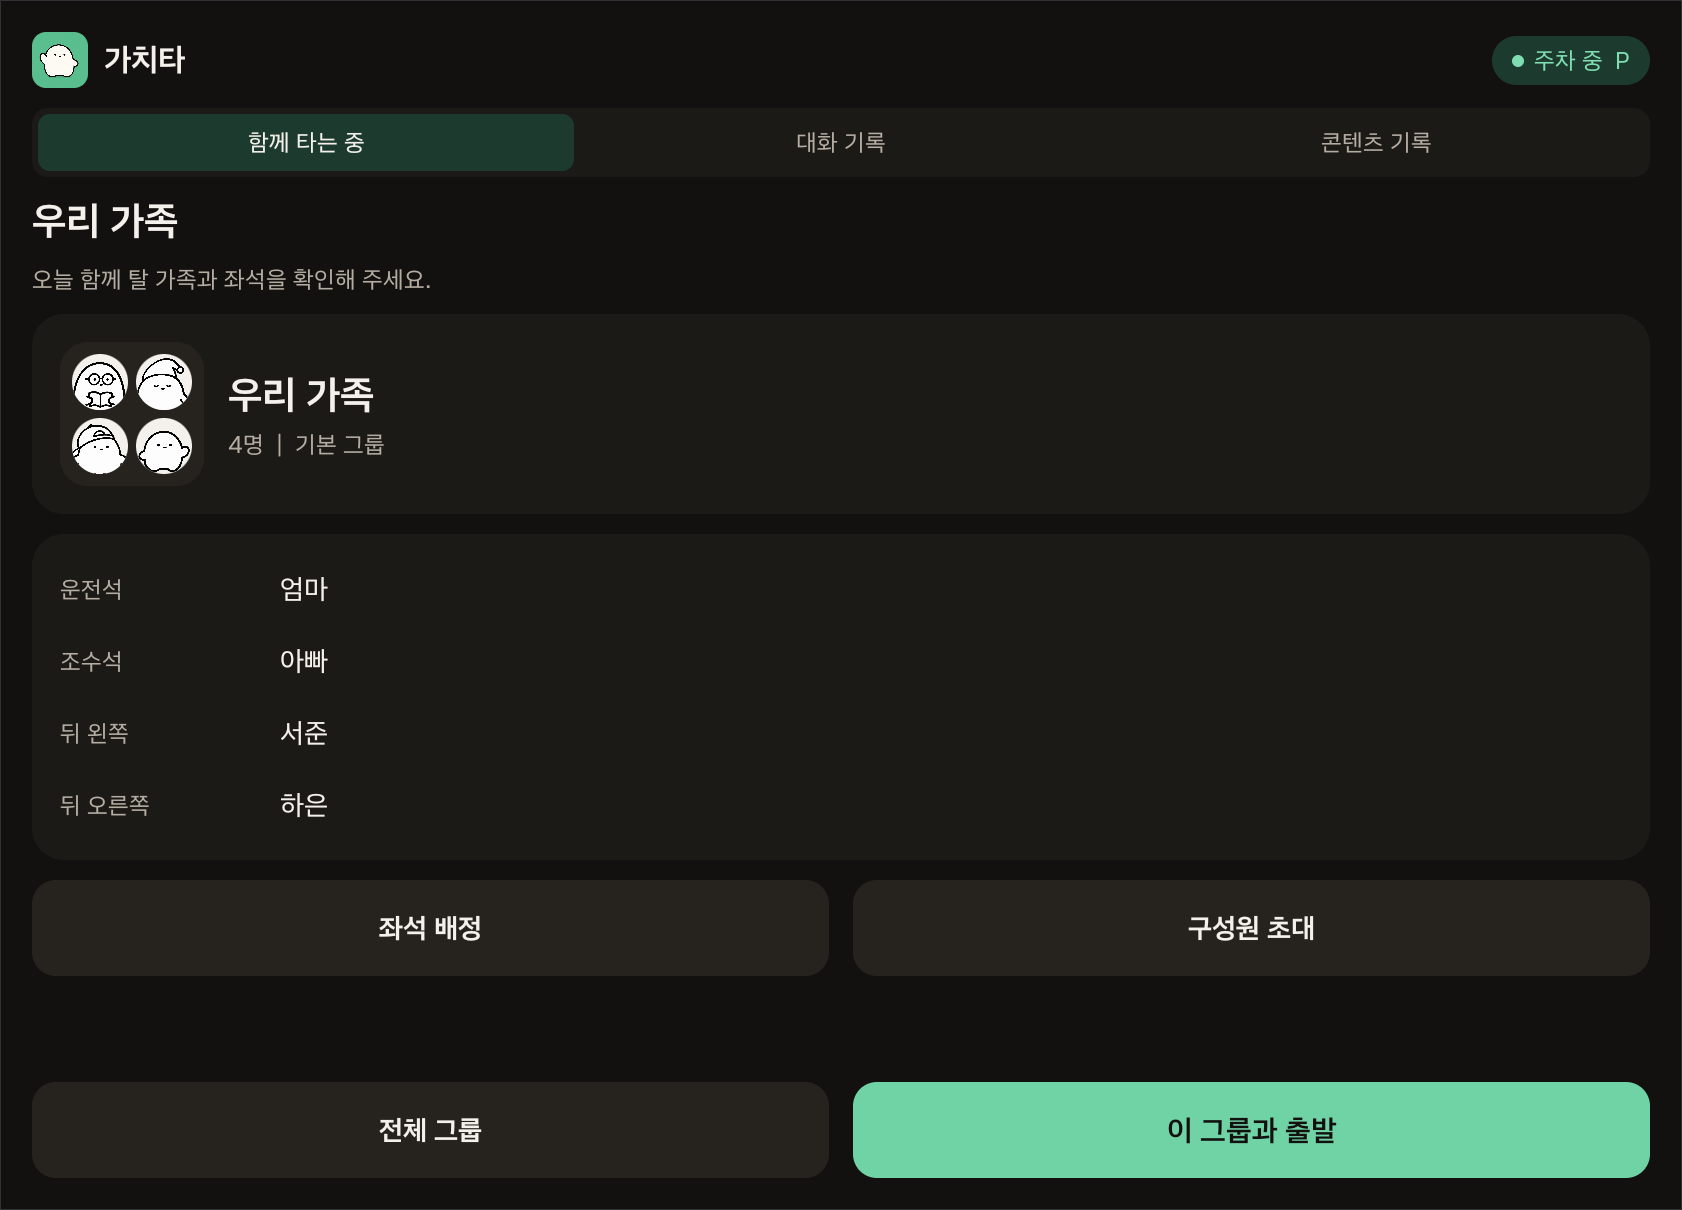 가치타
주차 중 P
함께 타는 중
대화 기록
콘텐츠 기록
우리 가족
오늘 함께 탈 가족과 좌석을 확인해 주세요.
우리 가족
4명 | 기본 그룹
운전석 엄마
조수석 아빠
뒤 왼쪽 서준
뒤 오른쪽 하은
좌석 배정
구성원 초대
전체 그룹
이 그룹과 출발